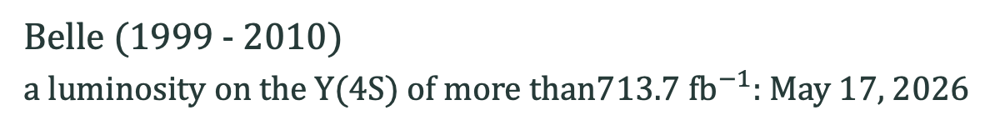 Belle (1999 - 2010)
a luminosity on the Υ(4S) of more than713.7 fb⁻¹: May 17, 2026